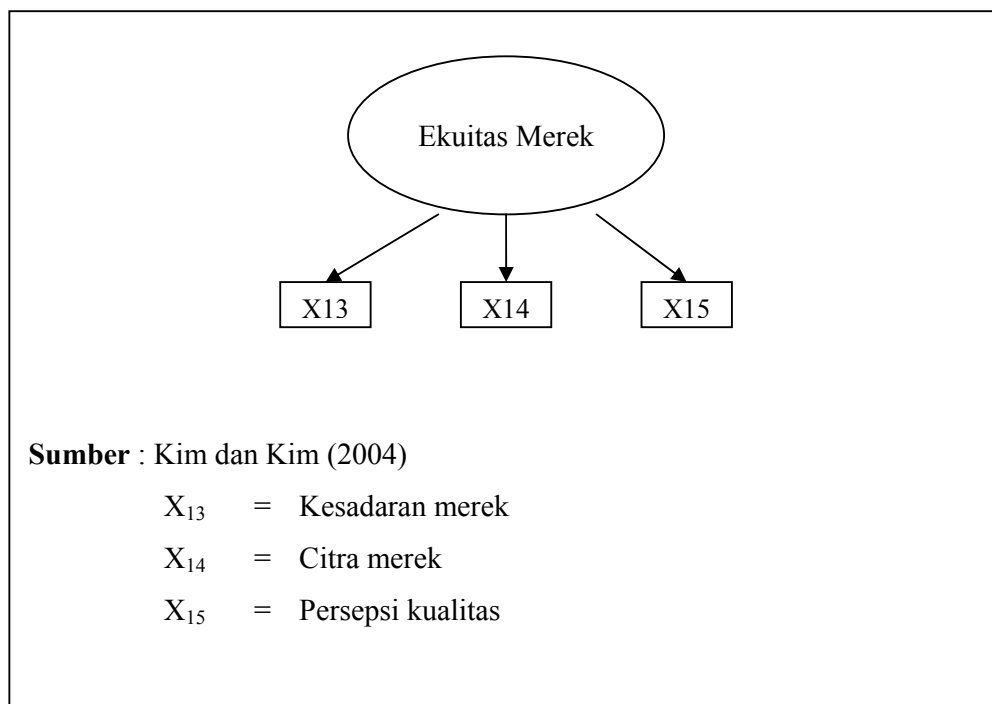 Ekuitas Merek
X13 X14 X15
Sumber : Kim dan Kim (2004)
X13 = Kesadaran merek
X14 = Citra merek
X15 = Persepsi kualitas